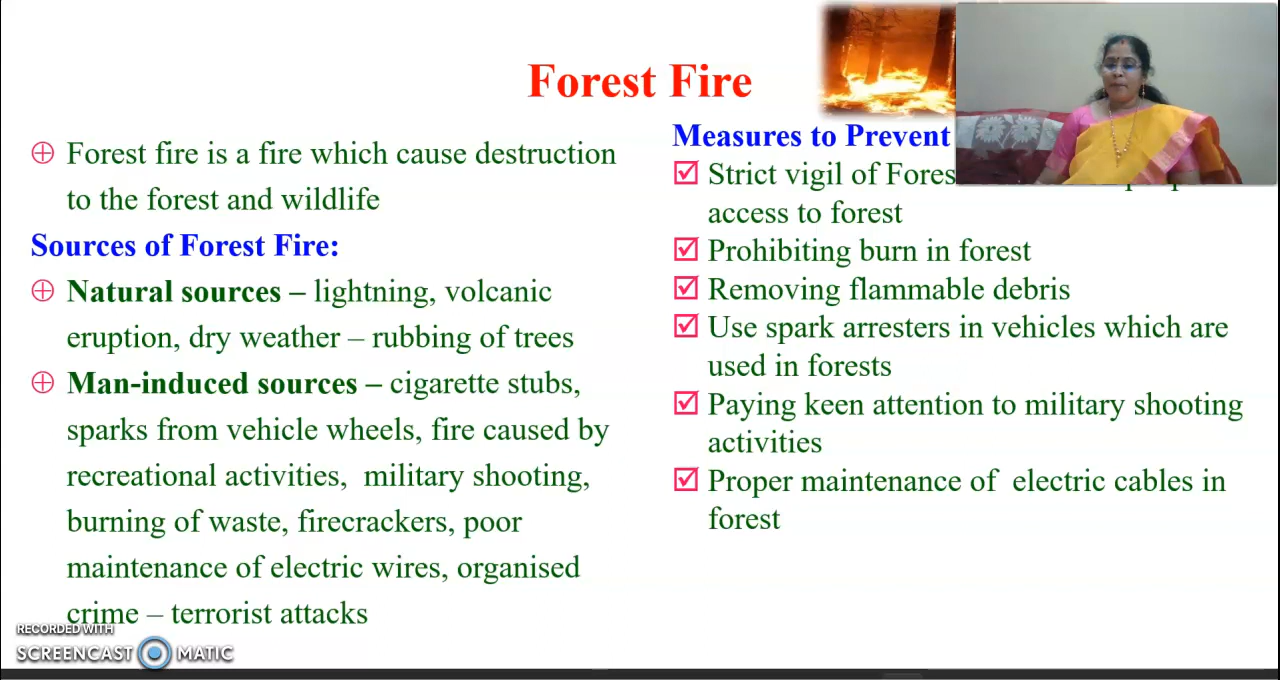 Forest Fire
Forest fire is a fire which cause destruction
to the forest and wildlife
Sources of Forest Fire:
Natural sources – lightning, volcanic
eruption, dry weather – rubbing of trees
Man-induced sources – cigarette stubs,
sparks from vehicle wheels, fire caused by
recreational activities, military shooting,
burning of waste, firecrackers, poor
maintenance of electric wires, organised
crime – terrorist attacks
Measures to Prevent
Strict vigil of
access to forest
Prohibiting burn in forest
Removing flammable debris
Use spark arresters in vehicles which are
used in forests
Paying keen attention to military shooting
activities
Proper maintenance of electric cables in
forest
RECORDED WITH
SCREENCAST MATIC